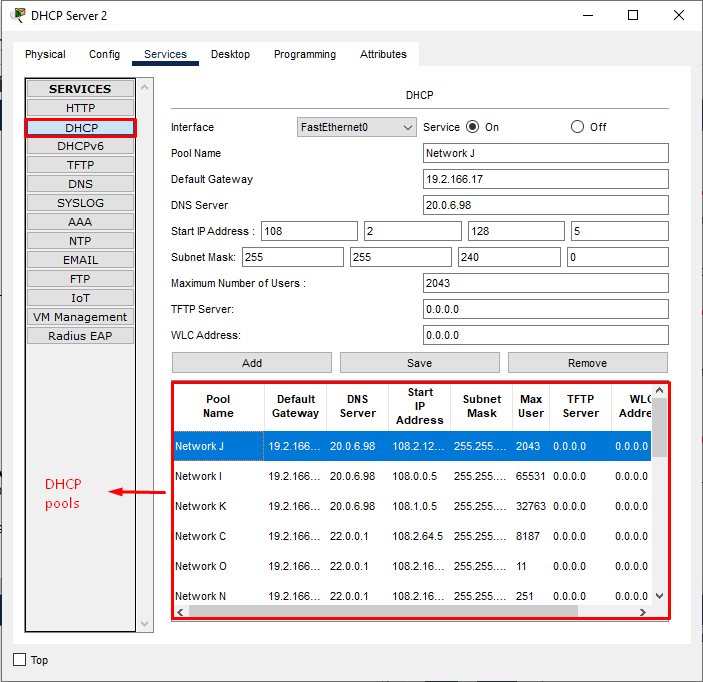 DHCP Server 2
Physical Config Services Desktop Programming Attributes
SERVICES
HTTP
DHCP
DHCPv6
TFTP
DNS
SYSLOG
AAA
NTP
EMAIL
FTP
IoT
VM Management
Radius EAP
DHCP
Interface FastEthernet0 Service On Off
Pool Name Network J
Default Gateway 19.2.166.17
DNS Server 20.0.6.98
Start IP Address : 108 2 128 5
Subnet Mask: 255 255 240 0
Maximum Number of Users : 2043
TFTP Server: 0.0.0.0
WLC Address: 0.0.0.0
Add Save Remove
Pool Name Default Gateway DNS Server Start IP Address Subnet Mask Max User TFTP Server WLC Addre
Network J 19.2.166... 20.0.6.98 108.2.12... 255.255.... 2043 0.0.0.0 0.0.0.0
Network I 19.2.166... 20.0.6.98 108.0.0.5 255.255.... 65531 0.0.0.0 0.0.0.0
Network K 19.2.166... 20.0.6.98 108.1.0.5 255.255.... 32763 0.0.0.0 0.0.0.0
Network C 19.2.166... 22.0.0.1 108.2.64.5 255.255.... 8187 0.0.0.0 0.0.0.0
Network O 19.2.166... 22.0.0.1 108.2.16... 255.255.... 11 0.0.0.0 0.0.0.0
Network N 19.2.166... 22.0.0.1 108.2.16... 255.255.... 251 0.0.0.0 0.0.0.0
DHCP
pools
Top